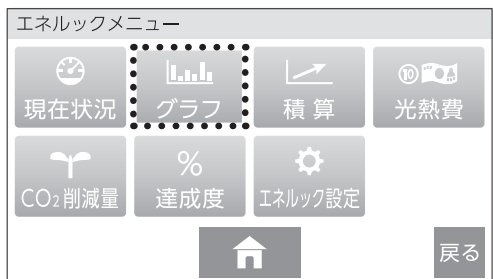 エネルックメニュー
現在状況
グラフ
積算
⑩
光熱費
CO₂削減量
%
達成度
エネルック設定
戻る